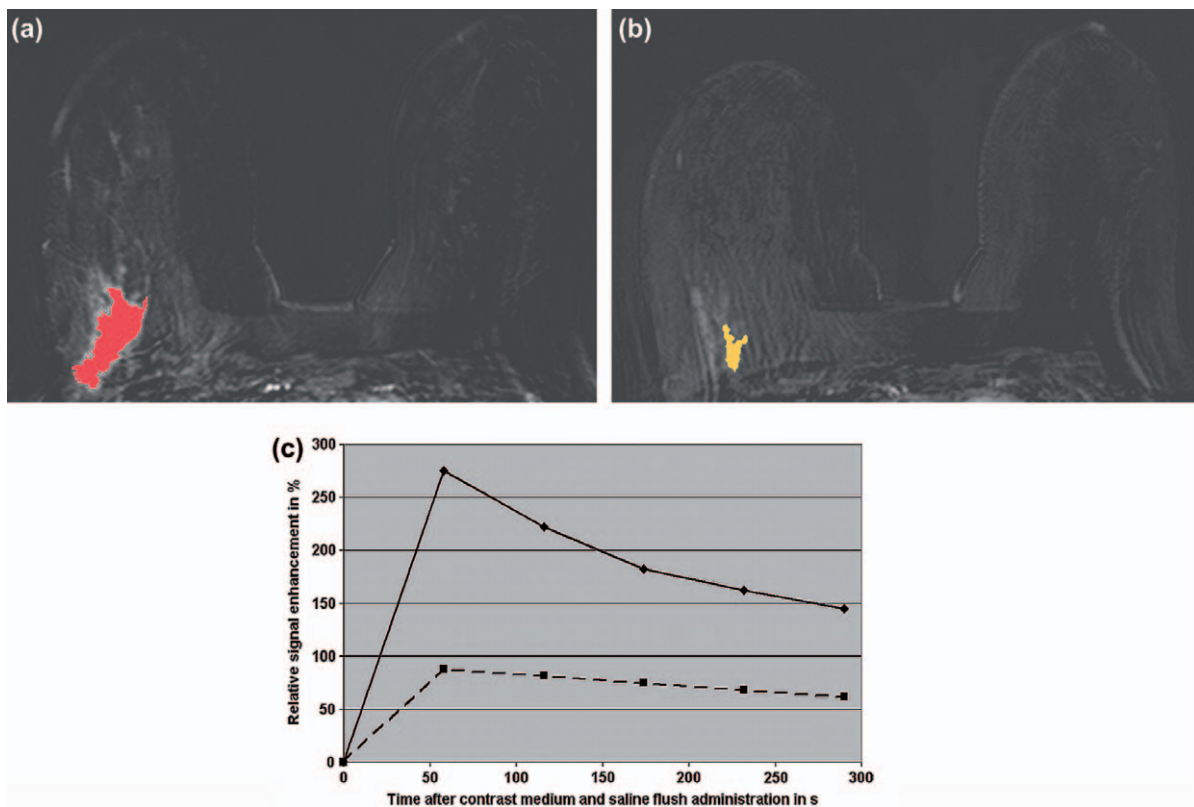 (a)
(b)
(c)
Relative signal enhancement in %
300
250
200
150
100
50
0
0 50 100 150 200 250 300
Time after contrast medium and saline flush administration in s